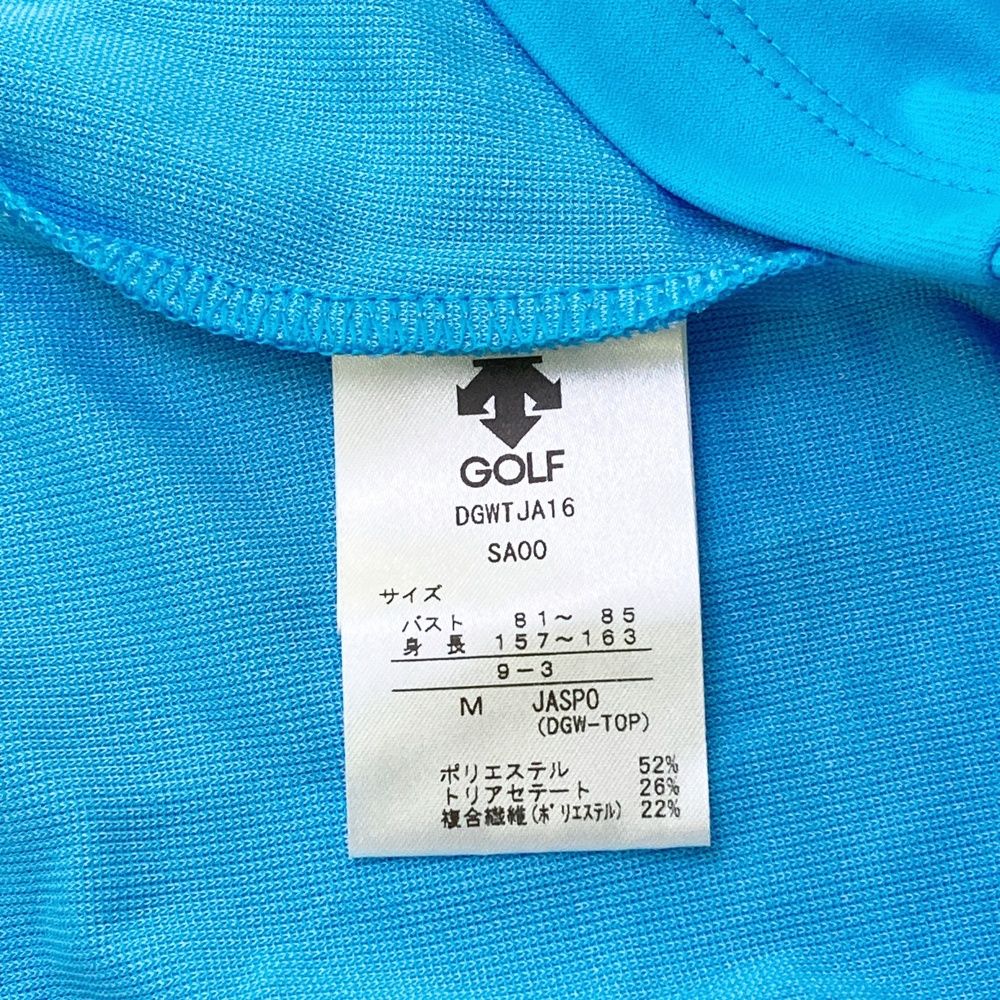 GOLF
DGWTJA16
SA00
サイズ
バスト 81～ 85
身 長 157～163
9－3
M JASPO
(DGW-TOP)
ポリエステル 52%
トリアセテート 26%
複合繊維(ポリエステル) 22%